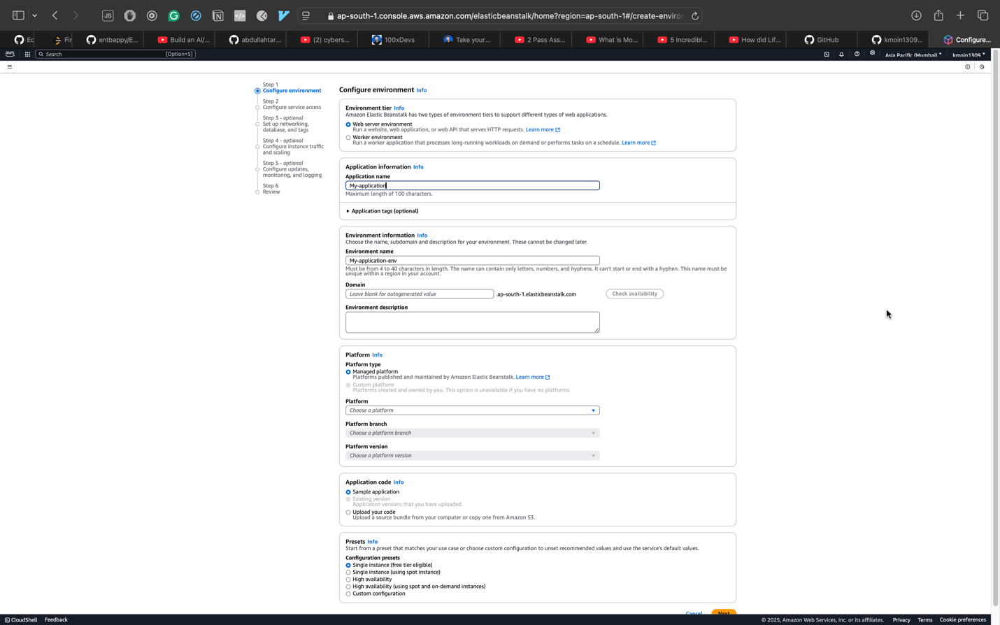 JS
ap-south-1.console.aws.amazon.com/elasticbeanstalk/home?region=ap-south-1#/create-enviror
Ec
Fir
entbappy/E...
Build an AI/...
abdullahtar...
(2) cybers...
100xDevs
Take your...
2 Pass Ass...
What is Mo...
5 Incredibl...
How did Lif...
GitHub
kmoin1309...
Configure...
aws
Search
[Option+S]
Asia Pacific (Mumbai)
kmoin1309
Step 1
Configure environment
Step 2
Configure service access
Step 3 - optional
Set up networking,
database, and tags
Step 4 - optional
Configure instance traffic
and scaling
Step 5 - optional
Configure updates,
monitoring, and logging
Step 6
Review
Configure environment Info
Environment tier Info
Amazon Elastic Beanstalk has two types of environment tiers to support different types of web applications.
Web server environment
Run a website, web application, or web API that serves HTTP requests. Learn more
Worker environment
Run a worker application that processes long-running workloads on demand or performs tasks on a schedule. Learn more
Application information Info
Application name
My-application
Maximum length of 100 characters.
Application tags (optional)
Environment information Info
Choose the name, subdomain and description for your environment. These cannot be changed later.
Environment name
My-application-env
Must be from 4 to 40 characters in length. The name can contain only letters, numbers, and hyphens. It can't start or end with a hyphen. This name must be
unique within a region in your account.
Domain
Leave blank for autogenerated value .ap-south-1.elasticbeanstalk.com Check availability
Environment description
Platform Info
Platform type
Managed platform
Platforms published and maintained by Amazon Elastic Beanstalk. Learn more
Custom platform
Platforms created and owned by you. This option is unavailable if you have no platforms.
Platform
Choose a platform
Platform branch
Choose a platform branch
Platform version
Choose a platform version
Application code Info
Sample application
Existing version
Application versions that you have uploaded.
Upload your code
Upload a source bundle from your computer or copy one from Amazon S3.
Presets Info
Start from a preset that matches your use case or choose custom configuration to unset recommended values and use the service's default values.
Configuration presets
Single instance (free tier eligible)
Single instance (using spot instance)
High availability
High availability (using spot and on-demand instances)
Custom configuration
Cancel Next
CloudShell Feedback © 2025, Amazon Web Services, Inc. or its affiliates. Privacy Terms Cookie preferences